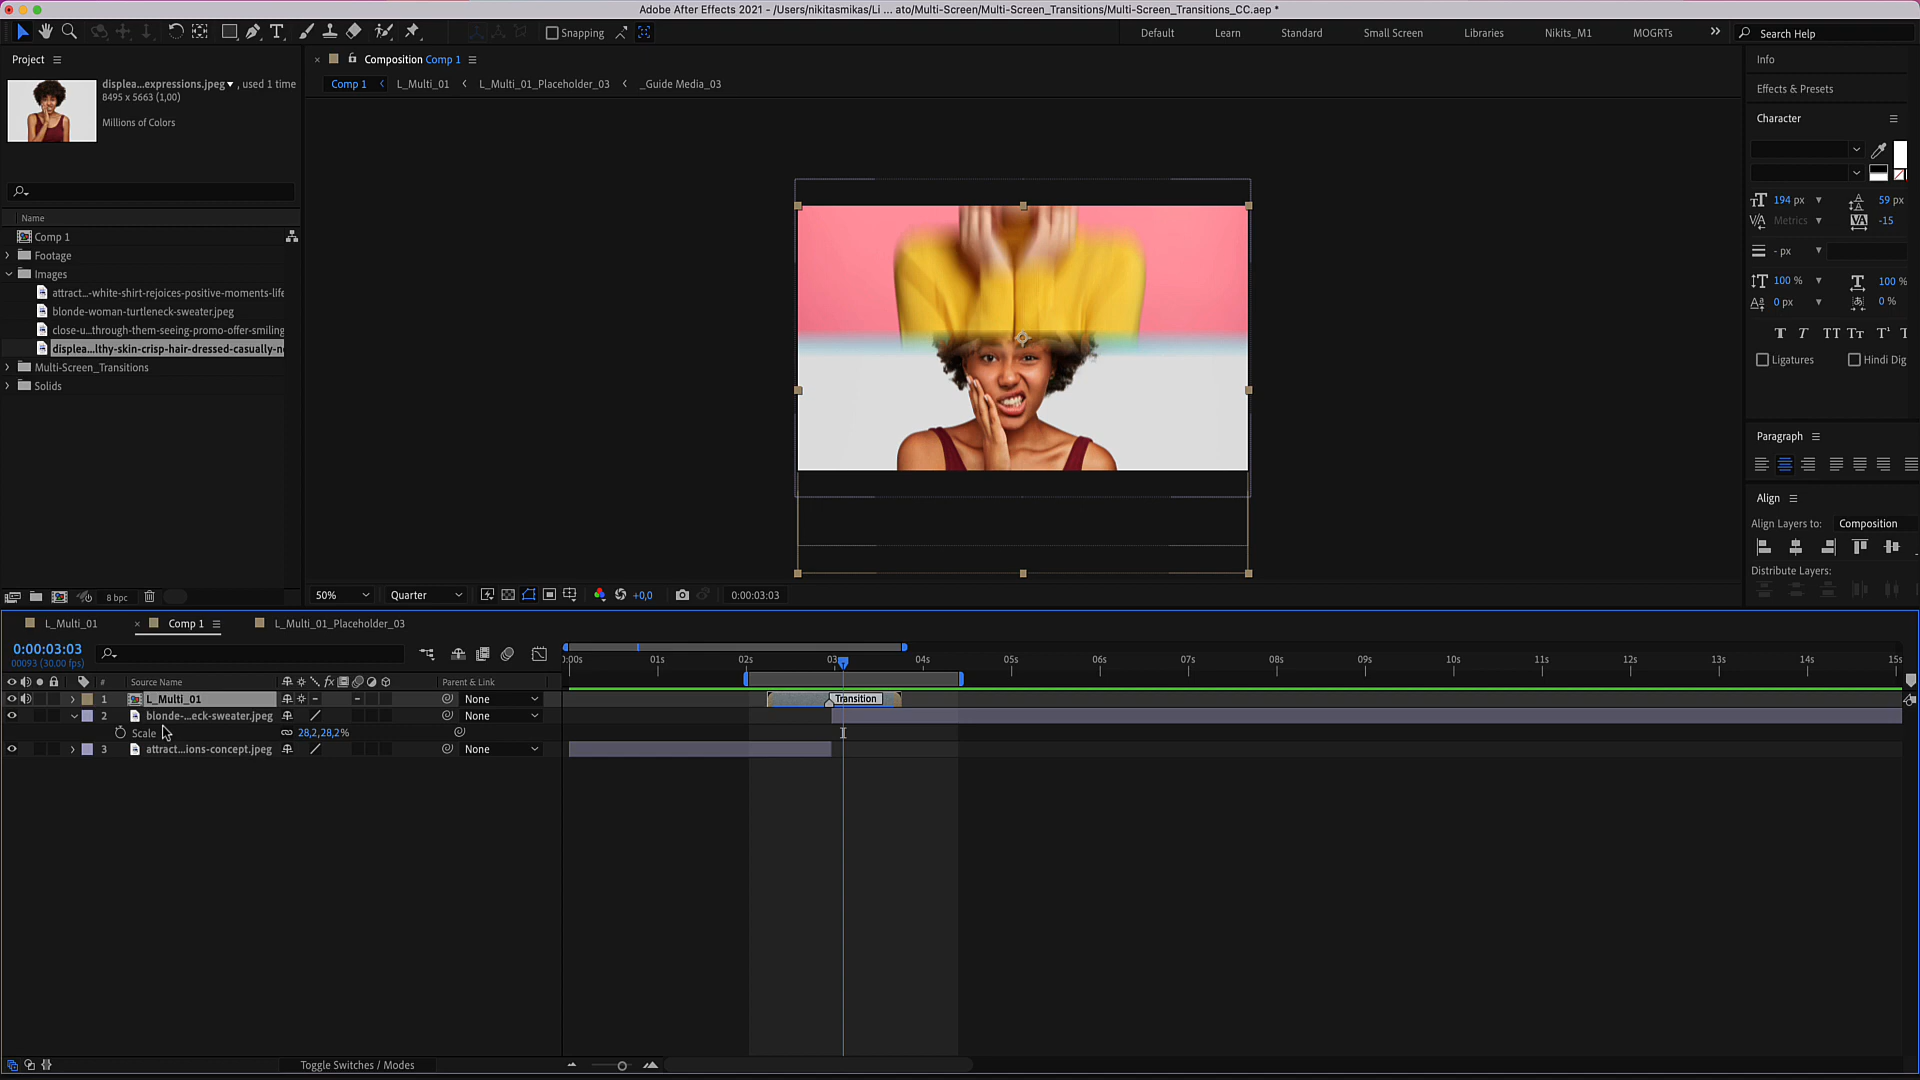 Adobe After Effects 2021 - /Users/nikitasmikas/Li ... ato/Multi-Screen/Multi-Screen_Transitions/Multi-Screen_Transitions_CC.aep *
Snapping
Default
Learn
Standard
Small Screen
Libraries
Nikits_M1
MOGRTs
Search Help
Project
displea...expressions.jpeg , used 1 time
8495 x 5663 (1,00)
Millions of Colors
Name
Comp 1
Footage
Images
attract...-white-shirt-rejoices-positive-moments-life
blonde-woman-turtleneck-sweater.jpeg
close-u...through-them-seeing-promo-offer-smiling
displea...lthy-skin-crisp-hair-dressed-casually-n
Multi-Screen_Transitions
Solids
8 bpc
Composition Comp 1
Comp 1
L_Multi_01
L_Multi_01_Placeholder_03
_Guide Media_03
50%
Quarter
+0,0
0:00:03:03
Info
Effects & Presets
Character
194 px
59 px
Metrics
-15
- px
100 %
100 %
0 px
0 %
Ligatures
Hindi Dig
Paragraph
Align
Align Layers to:
Composition
Distribute Layers:
L_Multi_01
Comp 1
L_Multi_01_Placeholder_03
0:00:03:03
00093 (30.00 fps)
:00s
01s
02s
03
04s
05s
06s
07s
08s
09s
10s
11s
12s
13s
14s
15s
#
Source Name
Parent & Link
1
L_Multi_01
None
Transition
2
blonde-...eck-sweater.jpeg
None
Scale
28,2,28,2%
3
attract...ions-concept.jpeg
None
Toggle Switches / Modes